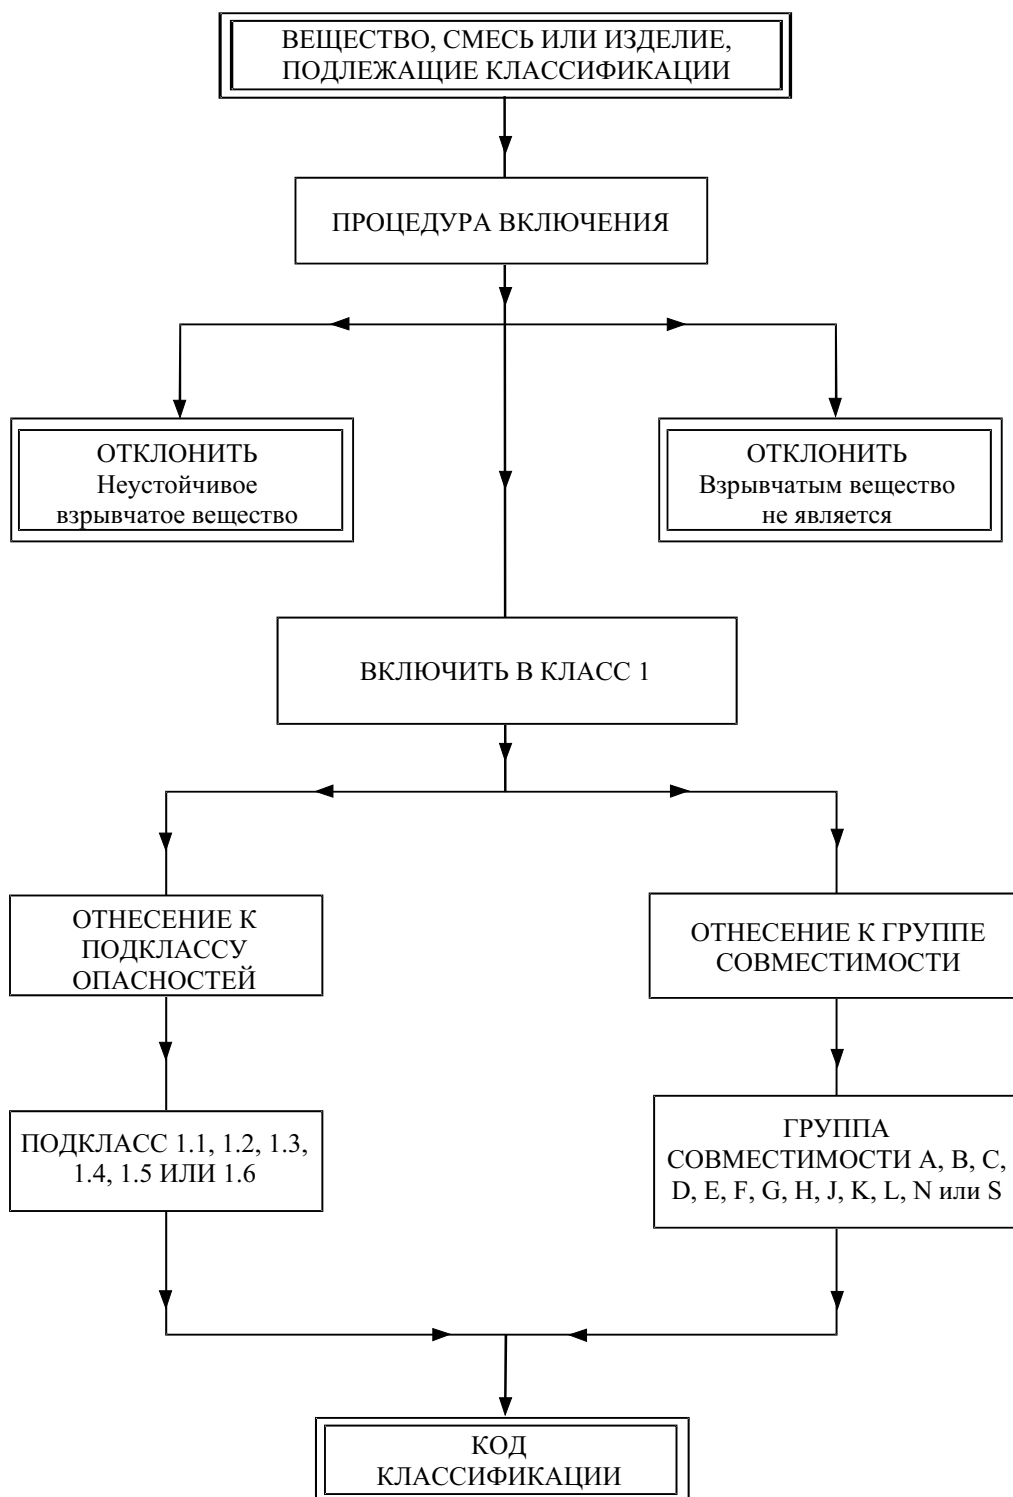 ВЕЩЕСТВО, СМЕСЬ ИЛИ ИЗДЕЛИЕ,
ПОДЛЕЖАЩИЕ КЛАССИФИКАЦИИ
ПРОЦЕДУРА ВКЛЮЧЕНИЯ
ОТКЛОНИТЬ
Неустойчивое
взрывчатое вещество
ОТКЛОНИТЬ
Взрывчатым вещество
не является
ВКЛЮЧИТЬ В КЛАСС 1
ОТНЕСЕНИЕ К
ПОДКЛАССУ
ОПАСНОСТЕЙ
ОТНЕСЕНИЕ К ГРУППЕ
СОВМЕСТИМОСТИ
ПОДКЛАСС 1.1, 1.2, 1.3,
1.4, 1.5 ИЛИ 1.6
ГРУППА
СОВМЕСТИМОСТИ A, B, C,
D, E, F, G, H, J, K, L, N или S
КОД
КЛАССИФИКАЦИИ